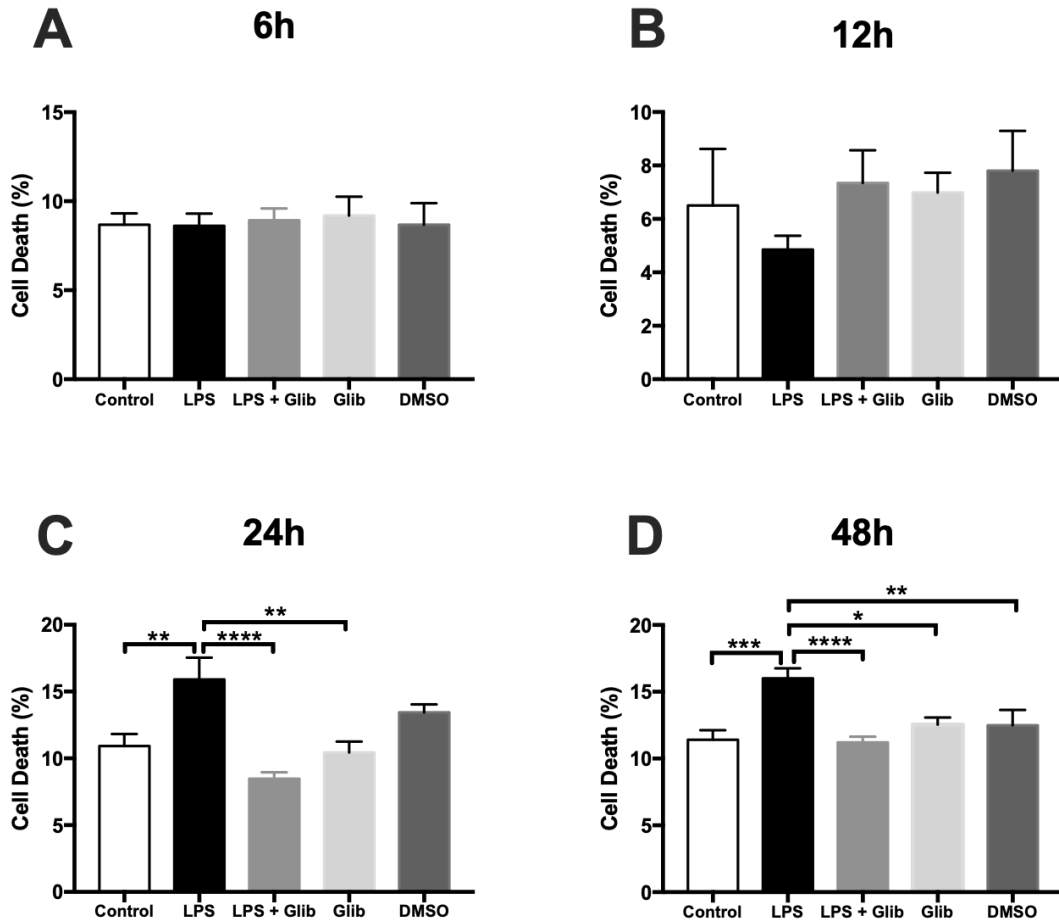 A
6h
15
10
5
0
Cell Death (%)
Control LPS LPS + Glib Glib DMSO
B
12h
10
8
6
4
2
0
Cell Death (%)
Control LPS LPS + Glib Glib DMSO
C
24h
20
15
10
5
0
Cell Death (%)
** **** **
Control LPS LPS + Glib Glib DMSO
D
48h
20
15
10
5
0
Cell Death (%)
**
*
*** ****
Control LPS LPS + Glib Glib DMSO